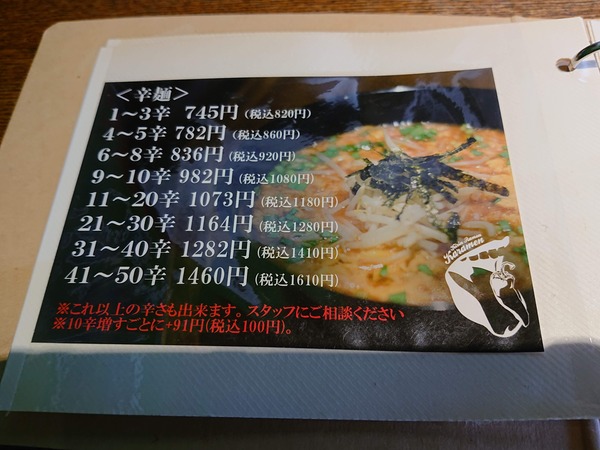 <辛麺>
1~3辛 745円 (税込820円)
4~5辛 782円 (税込860円)
6~8辛 836円 (税込920円)
9~10辛 982円 (税込1080円)
11~20辛 1073円 (税込1180円)
21~30辛 1164円 (税込1280円)
31~40辛 1282円 (税込1410円)
41~50辛 1460円 (税込1610円)
※これ以上の辛さも出来ます。スタッフにご相談ください
※10辛増すごとに+91円(税込100円)。
Karamen